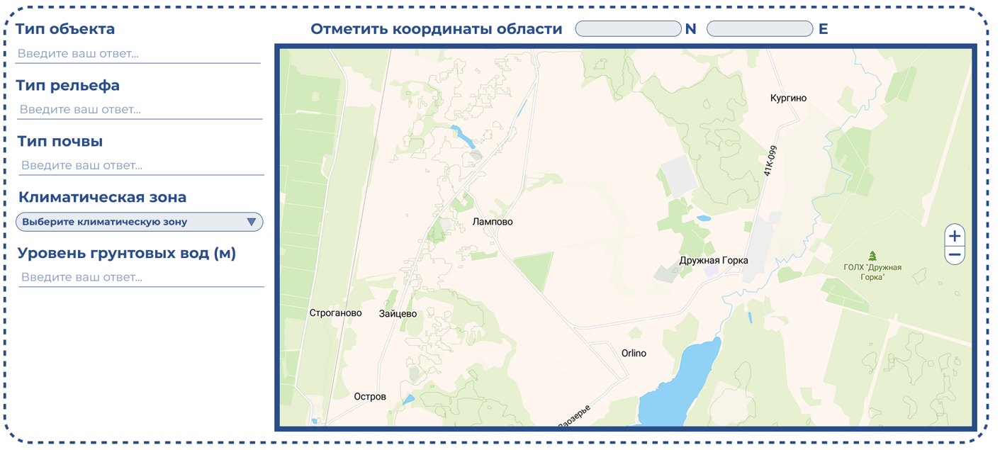 Тип объекта
Введите ваш ответ...
Тип рельефа
Введите ваш ответ...
Тип почвы
Введите ваш ответ...
Климатическая зона
Выберите климатическую зону
Уровень грунтовых вод (м)
Введите ваш ответ...
Отметить координаты области N E
Кургино
41К-099
Лампово
Дружная Горка
ГОЛХ "Дружная
Горка"
Строганово
Зайцево
Orlino
Остров
Заозерье